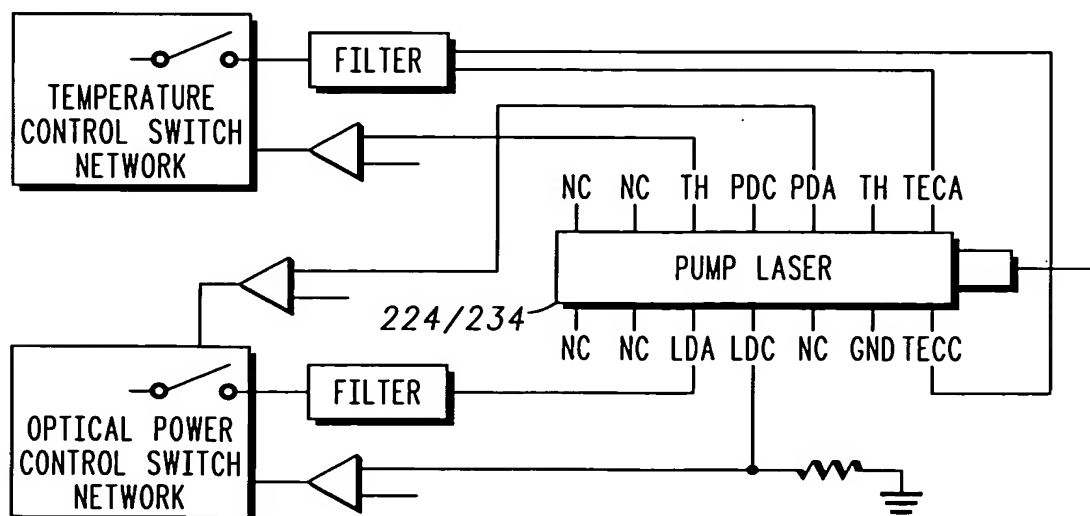 FILTER
TEMPERATURE
CONTROL SWITCH
NETWORK
NC NC TH PDC PDA TH TECA
PUMP LASER
224/234
NC NC LDA LDC NC GND TECC
FILTER
OPTICAL POWER
CONTROL SWITCH
NETWORK